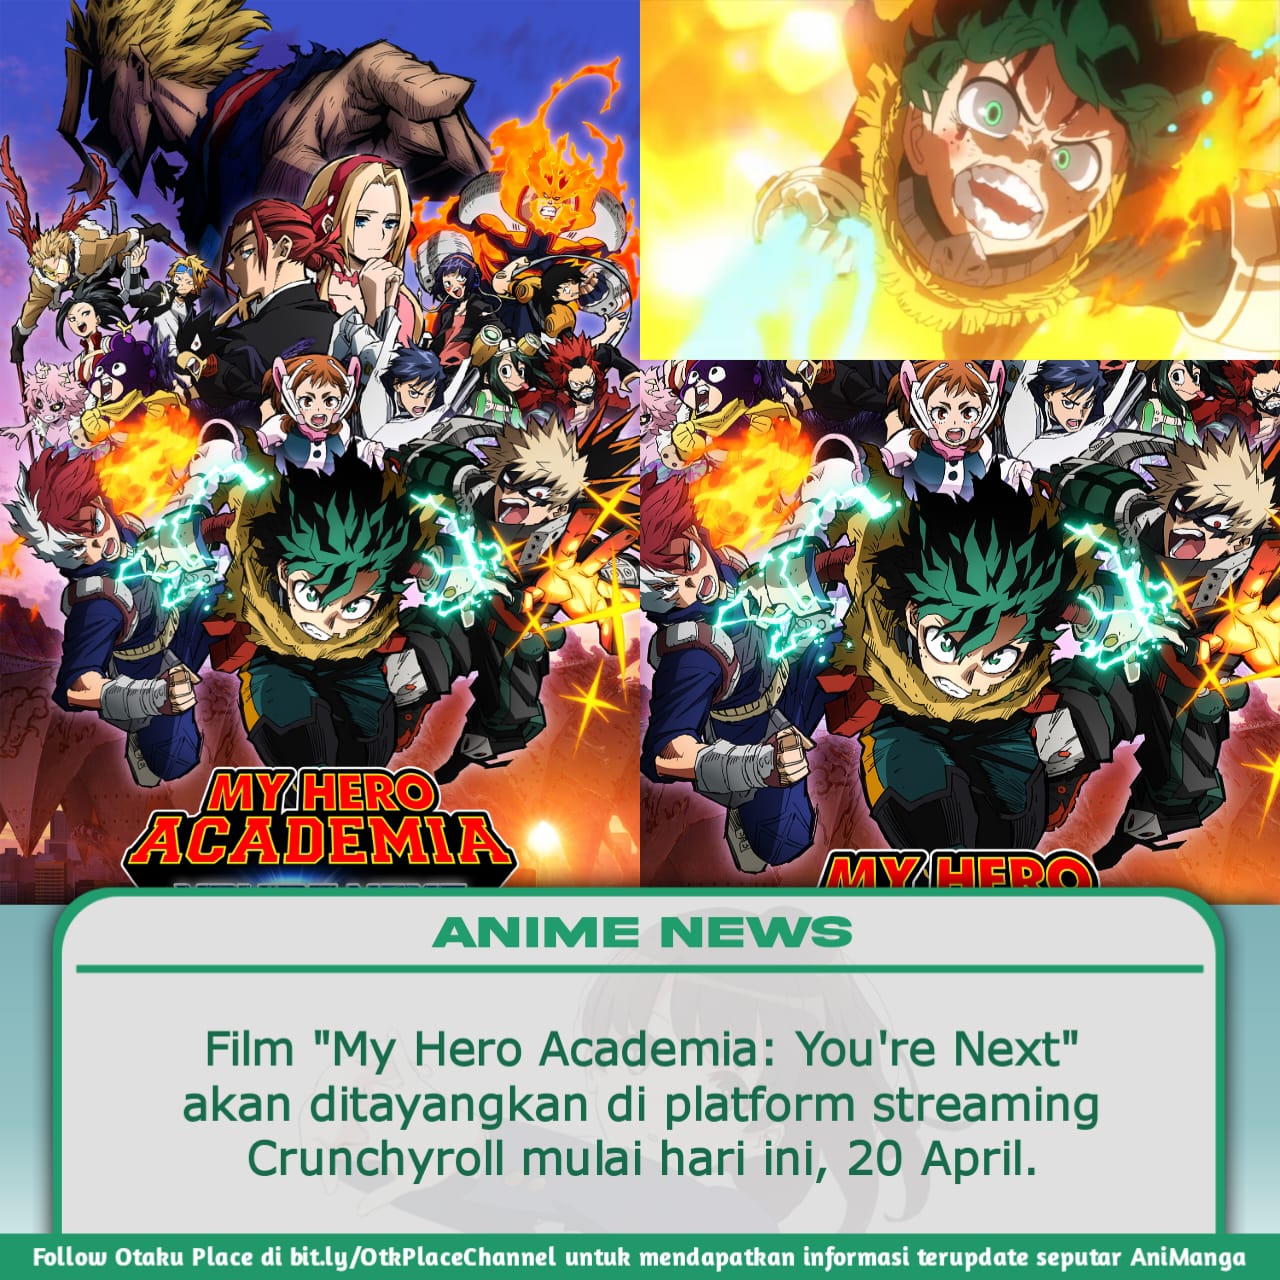 MY HERO
ACADEMIA
MY HERO
ANIME NEWS
Film "My Hero Academia: You're Next"
akan ditayangkan di platform streaming
Crunchyroll mulai hari ini, 20 April.
Follow Otaku Place di bit.ly/OtkPlaceChannel untuk mendapatkan informasi terupdate seputar AniManga